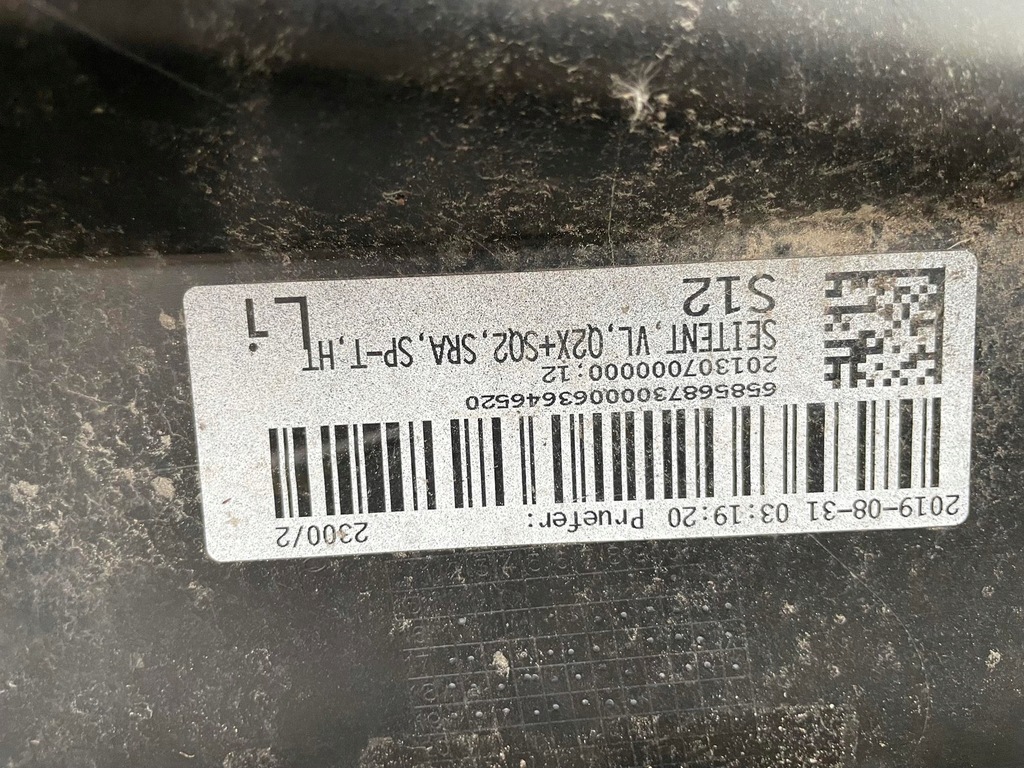 2019-08-31 03:19:20 Pruefer: 2300/2
65856873000063646520
201307000000:12
SEITENT,VL,Q2X+SQ2,SRA,SP-T,HT
S12 Li